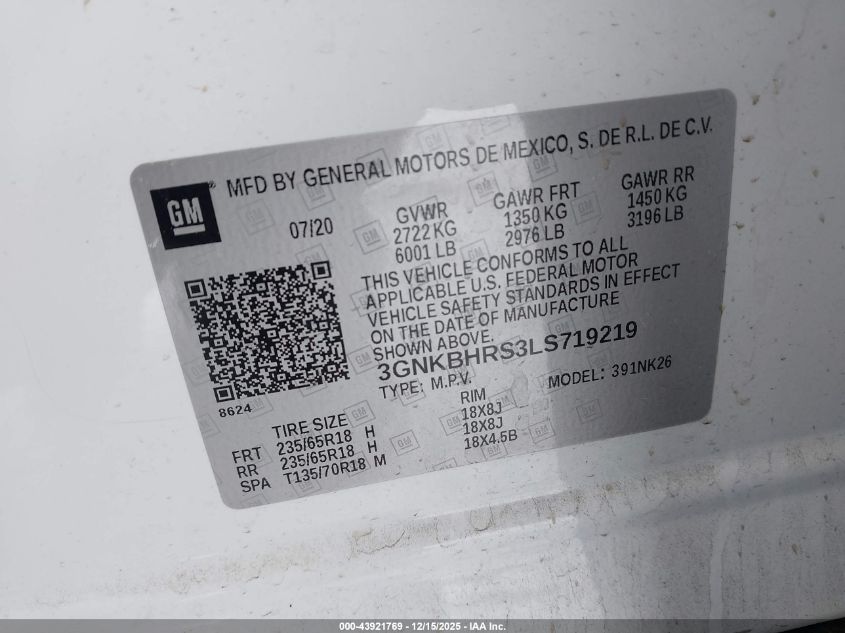 GM ® MFD BY GENERAL MOTORS DE MEXICO, S. DE R.L. DE C.V.
07/20 GVWR GAWR FRT GAWR RR
2722 KG 1350 KG 1450 KG
6001 LB 2976 LB 3196 LB
THIS VEHICLE CONFORMS TO ALL
APPLICABLE U.S. FEDERAL MOTOR
VEHICLE SAFETY STANDARDS IN EFFECT
ON THE DATE OF MANUFACTURE
SHOWN ABOVE.
3GNKBHRS3LS719219
TYPE: M.P.V. MODEL: 391NK26
8624
TIRE SIZE RIM
FRT 235/65R18 H 18X8J
RR 235/65R18 H 18X8J
SPA T135/70R18 M 18X4.5B
000-43921769 - 12/15/2025 - IAA Inc.